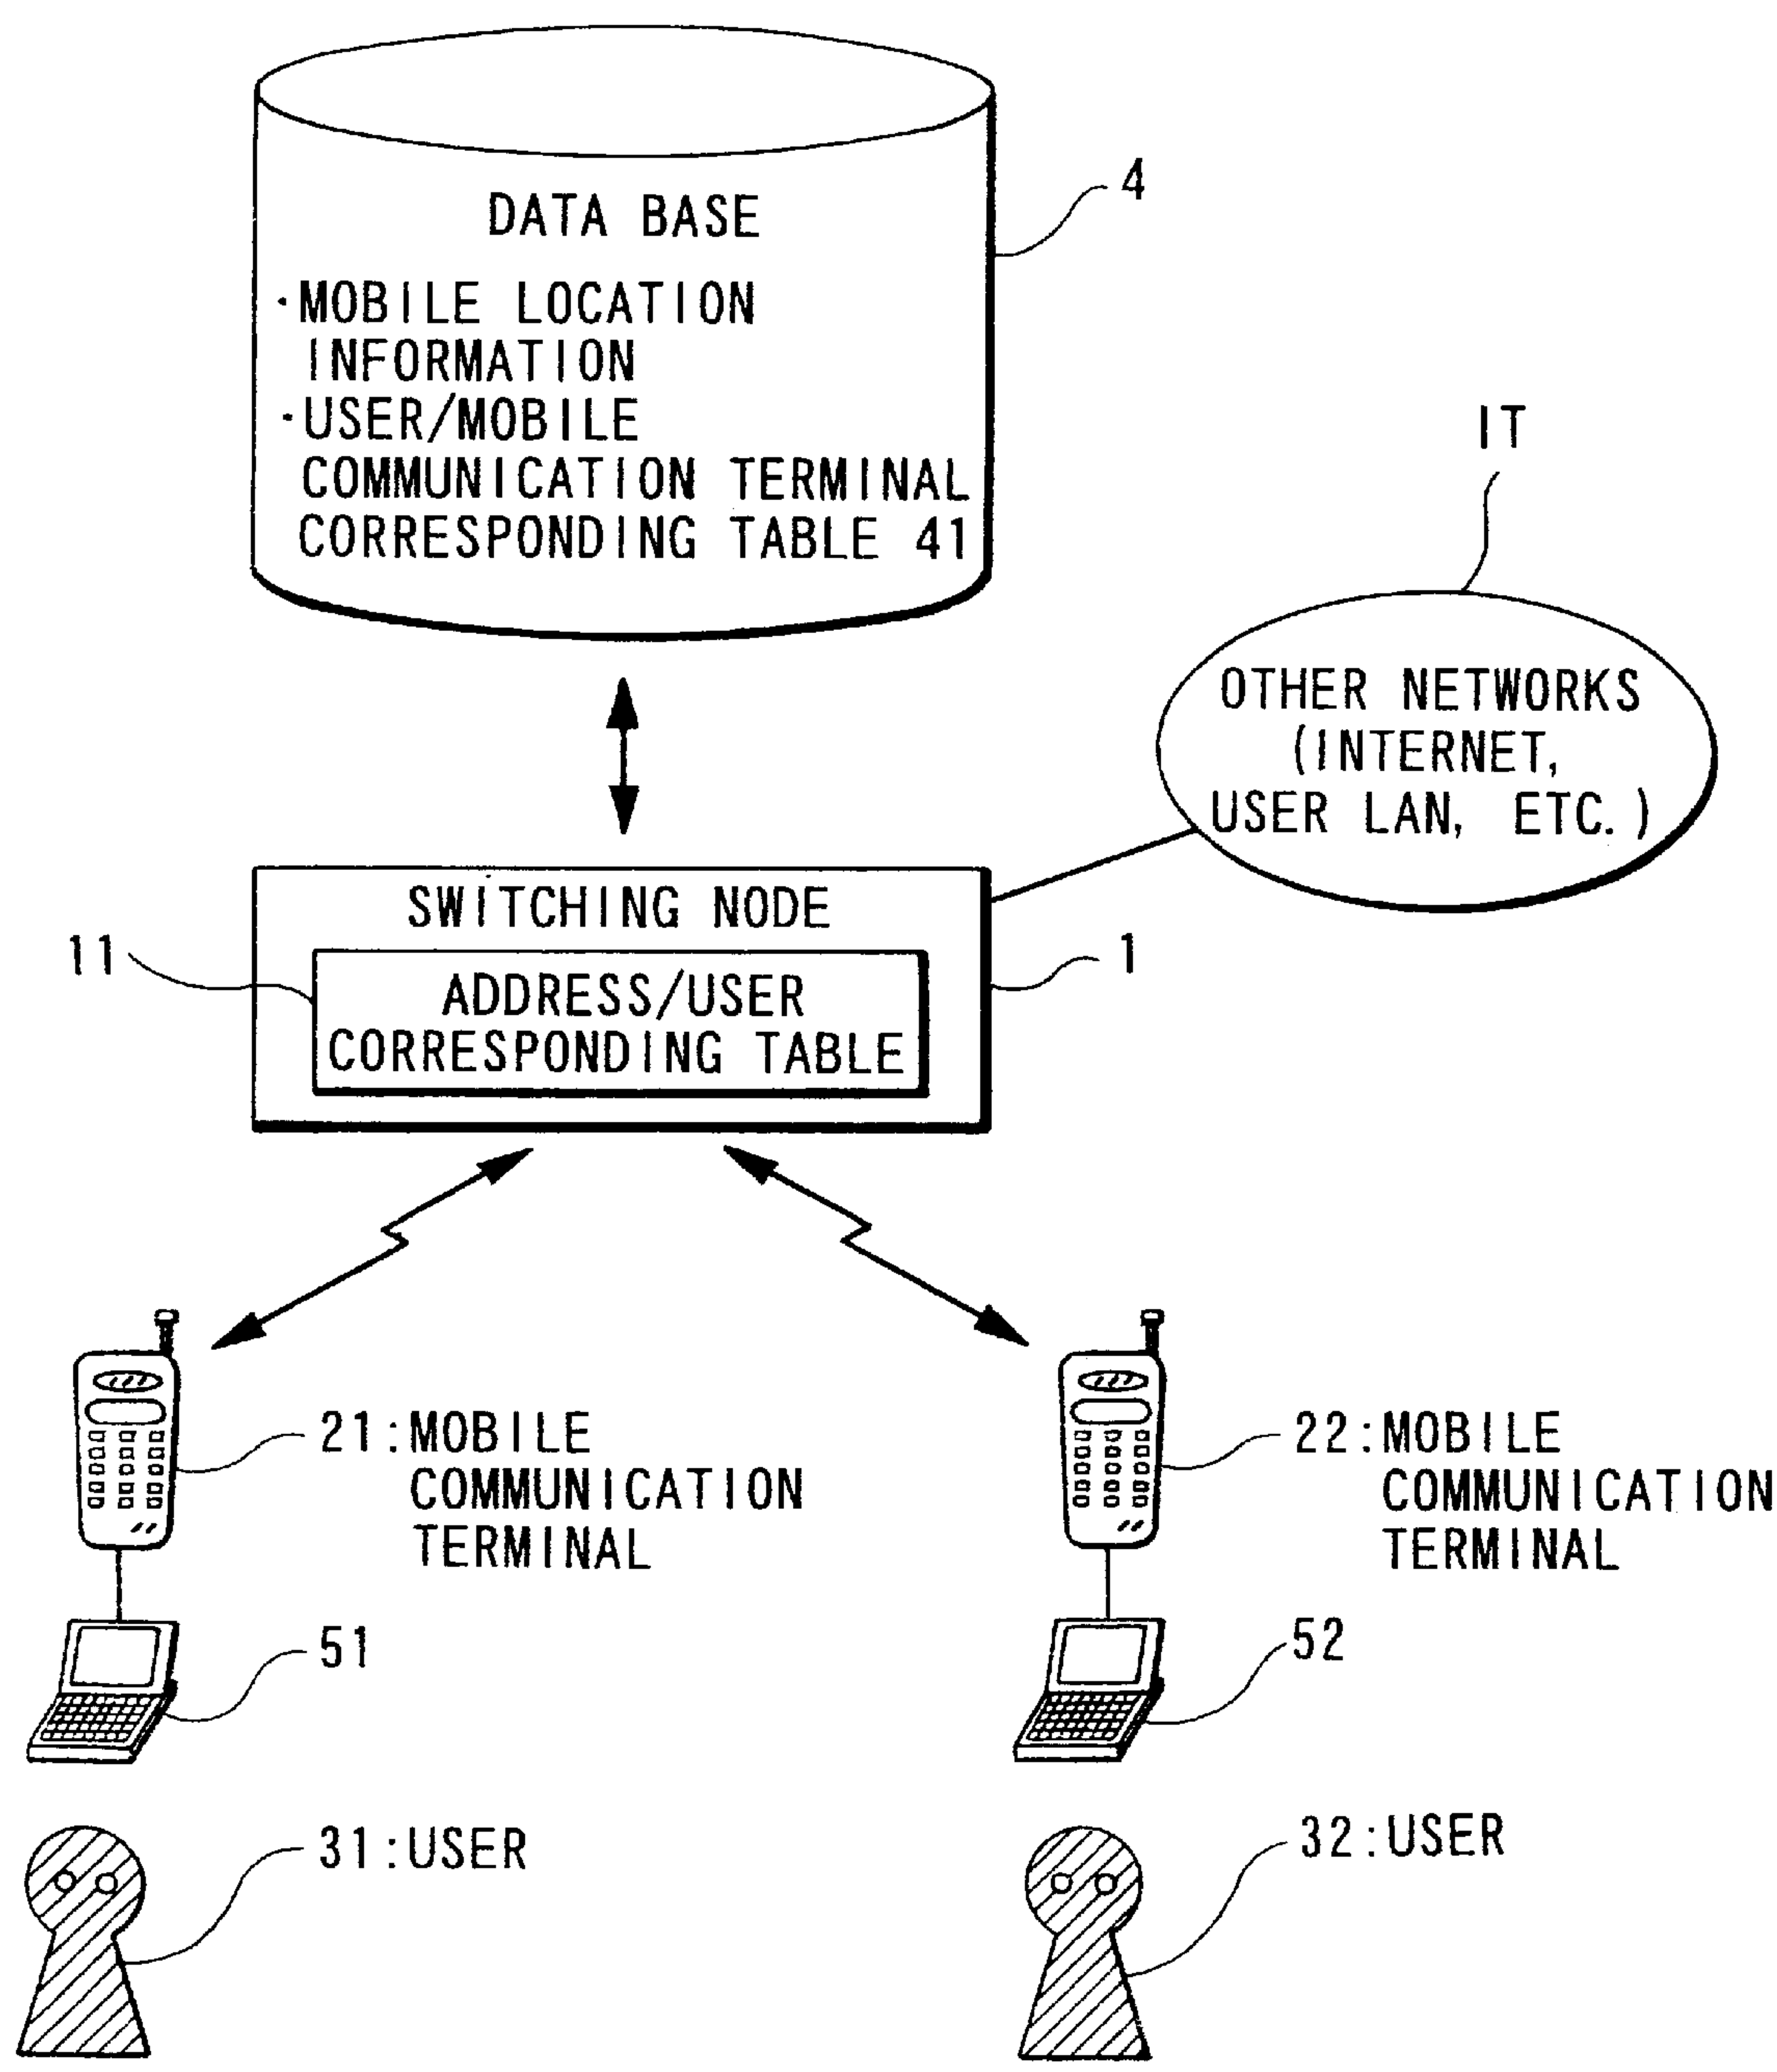 4
DATA BASE
·MOBILE LOCATION
INFORMATION
·USER/MOBILE
COMMUNICATION TERMINAL
CORRESPONDING TABLE 41
IT
OTHER NETWORKS
(INTERNET,
USER LAN, ETC.)
SWITCHING NODE
11
1
ADDRESS/USER
CORRESPONDING TABLE
21:MOBILE
COMMUNICATION
TERMINAL
22:MOBILE
COMMUNICATION
TERMINAL
51
52
31:USER
32:USER